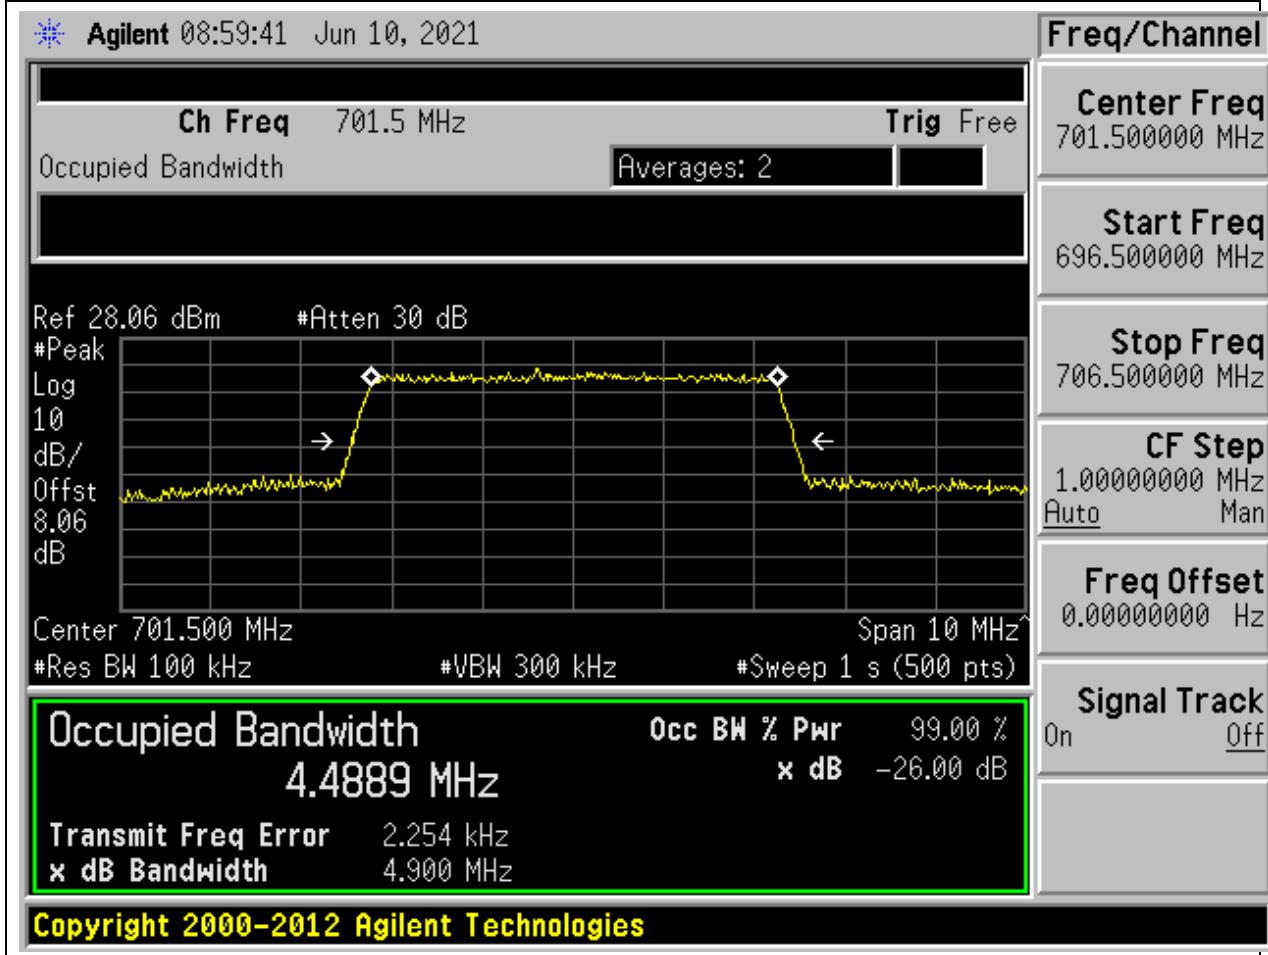 Agilent 08:59:41 Jun 10, 2021
Freq/Channel
Ch Freq 701.5 MHz Trig Free
Occupied Bandwidth Averages: 2
Center Freq
701.500000 MHz
Start Freq
696.500000 MHz
Stop Freq
706.500000 MHz
CF Step
1.00000000 MHz
Auto Man
Freq Offset
0.00000000 Hz
Signal Track
On Off
Ref 28.06 dBm #Atten 30 dB
#Peak
Log
10
dB/
Offst
8.06
dB
Center 701.500 MHz Span 10 MHz^
#Res BW 100 kHz #VBW 300 kHz #Sweep 1 s (500 pts)
Occupied Bandwidth Occ BW % Pwr 99.00 %
4.4889 MHz x dB -26.00 dB
Transmit Freq Error 2.254 kHz
x dB Bandwidth 4.900 MHz
Copyright 2000-2012 Agilent Technologies